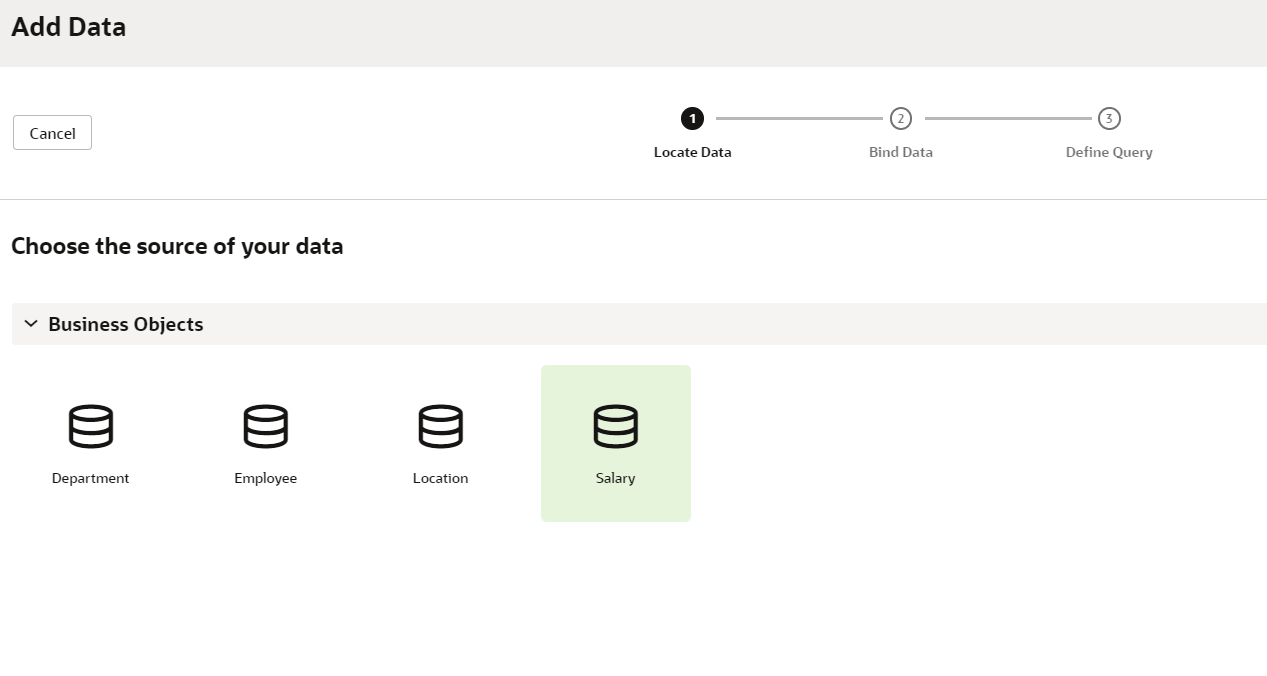 Add Data
Cancel
1 2 3
Locate Data Bind Data Define Query
Choose the source of your data
Business Objects
Department Employee Location Salary